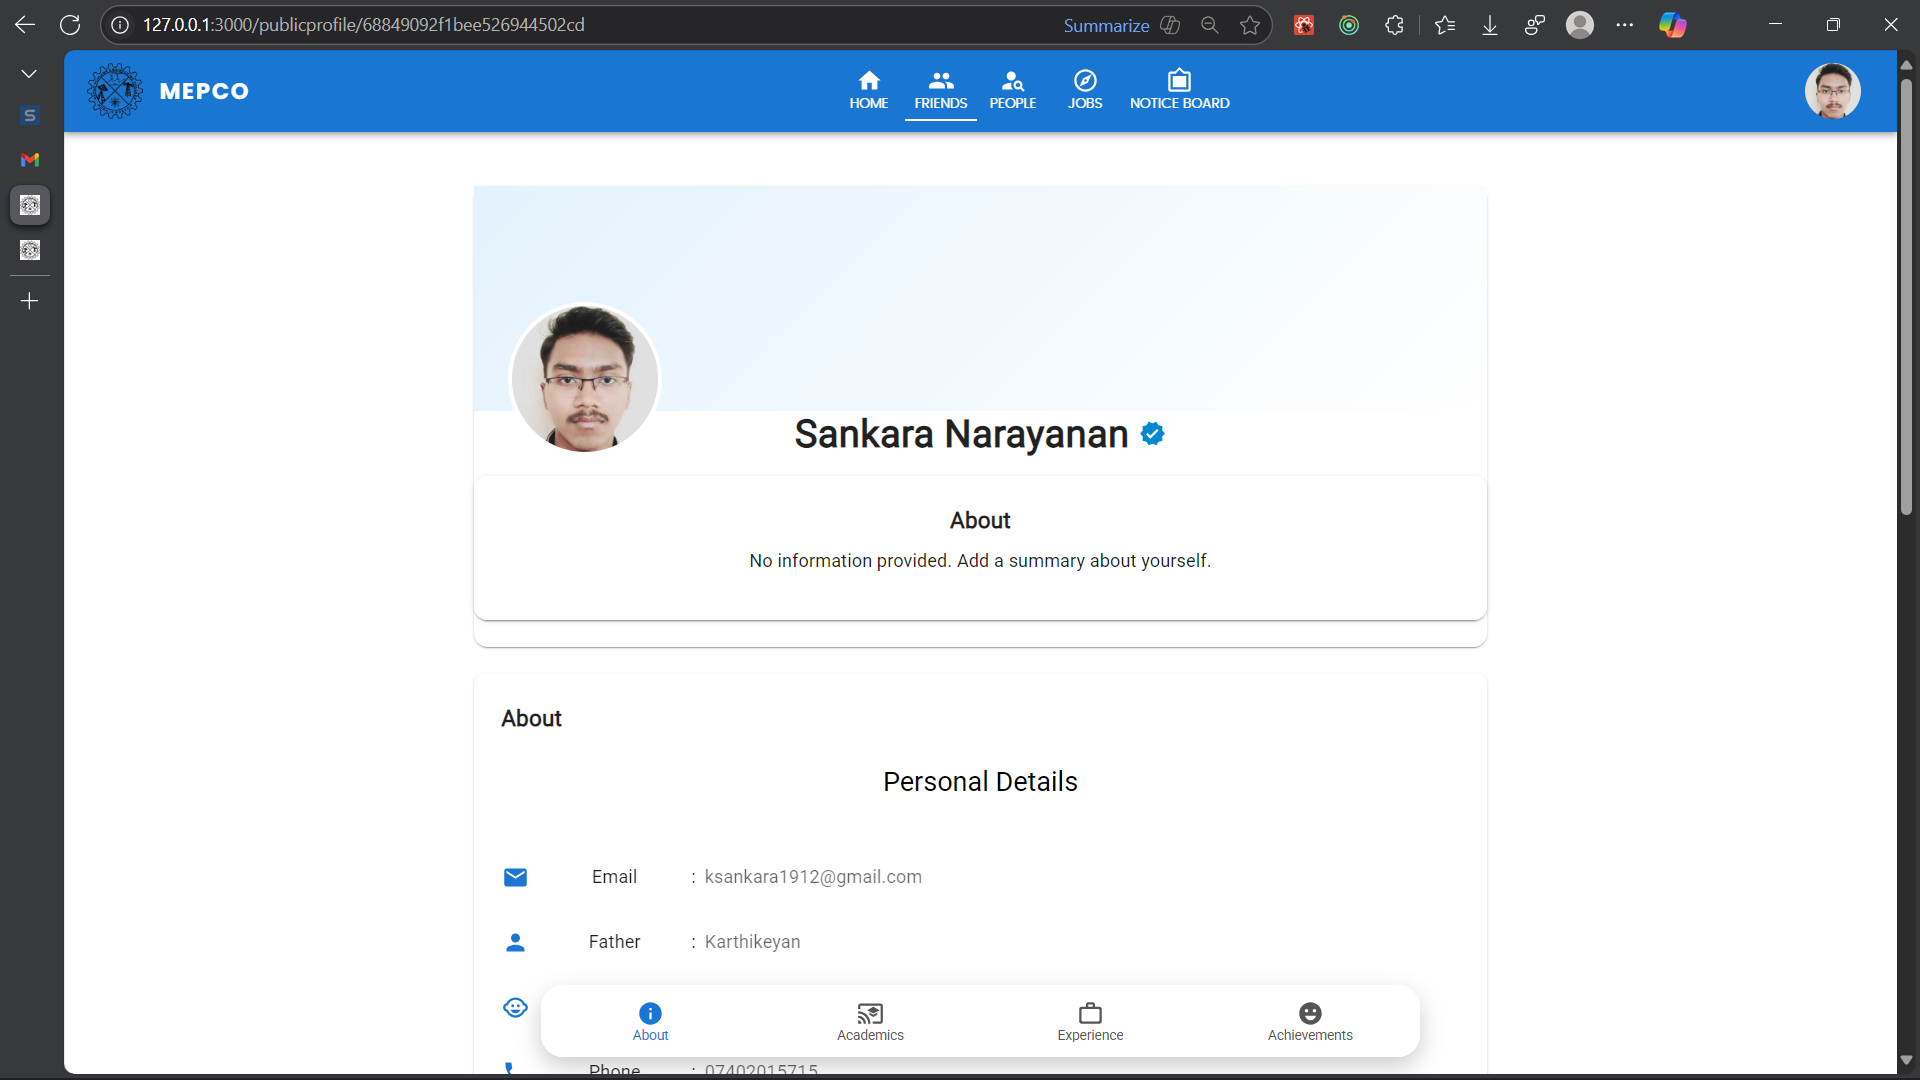 127.0.0.1:3000/publicprofile/68849092f1bee526944502cd
Summarize
S
MEPCO
HOME
FRIENDS
PEOPLE
JOBS
NOTICE BOARD
Sankara Narayanan
About
No information provided. Add a summary about yourself.
About
Personal Details
Email : ksankara1912@gmail.com
Father : Karthikeyan
About
Academics
Experience
Achievements
Phone : 07402015715